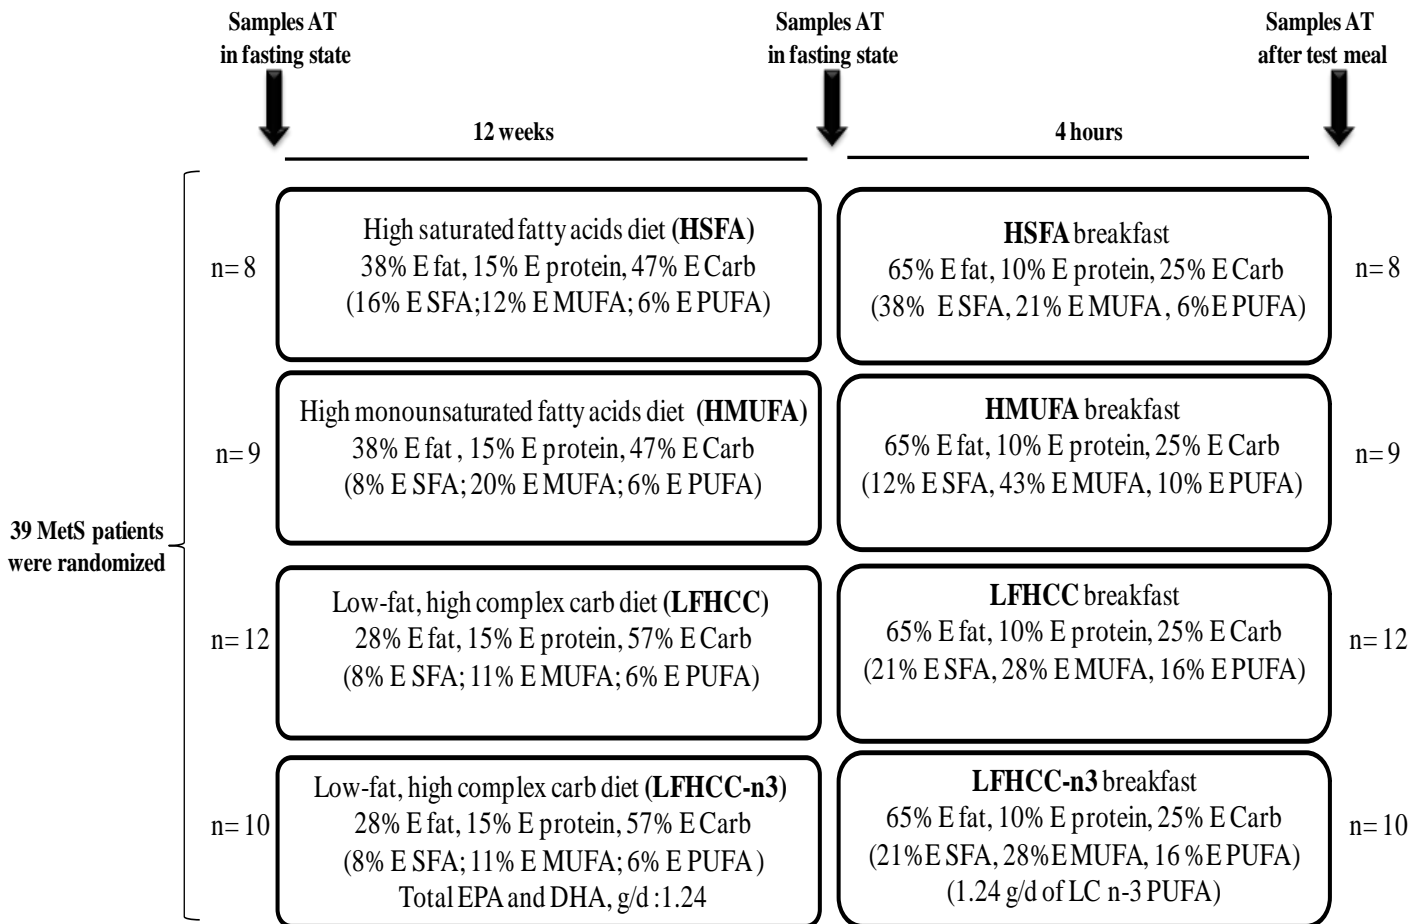 Samples AT
in fasting state
Samples AT
in fasting state
Samples AT
after test meal
12 weeks
4 hours
39 MetS patients
were randomized
n= 8
High saturated fatty acids diet (HSFA)
38% E fat, 15% E protein, 47% E Carb
(16% E SFA;12% E MUFA; 6% E PUFA)
HSFA breakfast
65% E fat, 10% E protein, 25% E Carb
(38% E SFA, 21% E MUFA , 6%E PUFA)
n= 8
n= 9
High monounsaturated fatty acids diet (HMUFA)
38% E fat , 15% E protein, 47% E Carb
(8% E SFA; 20% E MUFA; 6% E PUFA)
HMUFA breakfast
65% E fat, 10% E protein, 25% E Carb
(12% E SFA, 43% E MUFA, 10% E PUFA)
n= 9
n= 12
Low-fat, high complex carb diet (LFHCC)
28% E fat, 15% E protein, 57% E Carb
(8% E SFA; 11% E MUFA; 6% E PUFA)
LFHCC breakfast
65% E fat, 10% E protein, 25% E Carb
(21% E SFA, 28% E MUFA, 16% E PUFA)
n= 12
n= 10
Low-fat, high complex carb diet (LFHCC-n3)
28% E fat, 15% E protein, 57% E Carb
(8% E SFA; 11% E MUFA; 6% E PUFA)
Total EPA and DHA, g/d :1.24
LFHCC-n3 breakfast
65% E fat, 10% E protein, 25% E Carb
(21%E SFA, 28%E MUFA, 16 %E PUFA)
(1.24 g/d of LC n-3 PUFA)
n= 10